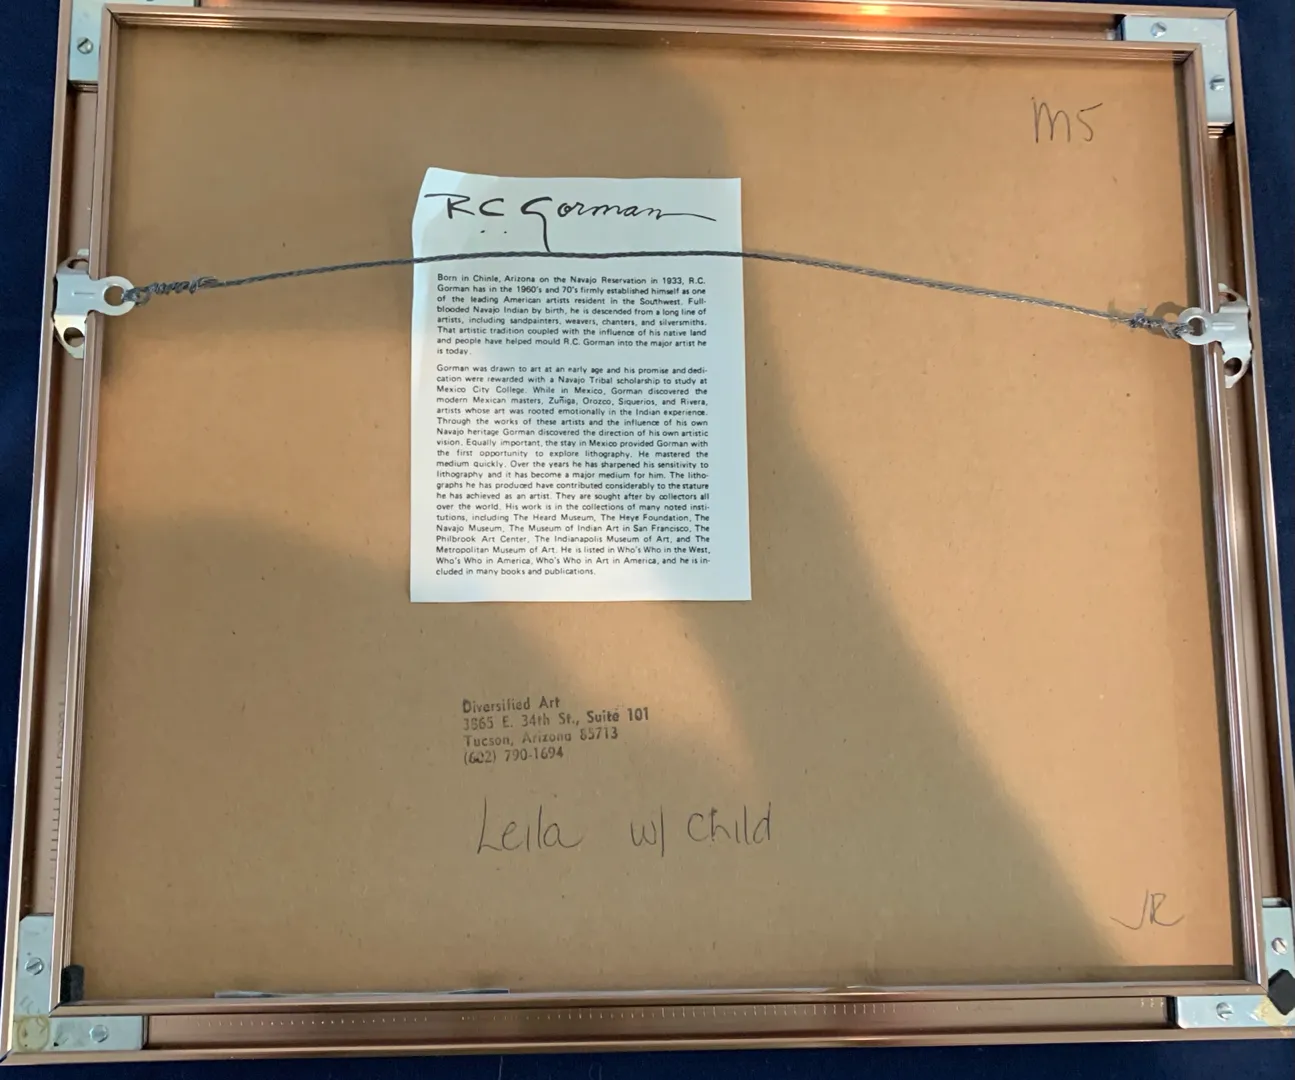 M5
R.C. Gorman
Born in Chinle, Arizona on the Navajo Reservation in 1933, R.C.
Gorman has in the 1960's and 70's firmly established himself as one
of the leading American artists resident in the Southwest. Full-
blooded Navajo Indian by birth, he is descended from a long line of
artists, including sandpainters, weavers, chanters, and silversmiths.
That artistic tradition coupled with the influence of his native land
and people have helped mould R.C. Gorman into the major artist he
is today.
Gorman was drawn to art at an early age and his promise and dedi-
cation were rewarded with a Navajo Tribal scholarship to study at
Mexico City College. While in Mexico, Gorman discovered the
modern Mexican masters, Zuñiga, Orozco, Siquerios, and Rivera,
artists whose art was rooted emotionally in the Indian experience.
Through the works of these artists and the influence of his own
Navajo heritage Gorman discovered the direction of his own artistic
vision. Equally important, the stay in Mexico provided Gorman with
the first opportunity to explore lithography. He mastered the
medium quickly. Over the years he has sharpened his sensitivity to
lithography and it has become a major medium for him. The litho-
graphs he has produced have contributed considerably to the stature
he has achieved as an artist. They are sought after by collectors all
over the world. His work is in the collections of many noted insti-
tutions, including The Heard Museum, The Heye Foundation, The
Navajo Museum, The Museum of Indian Art in San Francisco, The
Philbrook Art Center, The Indianapolis Museum of Art, and The
Metropolitan Museum of Art. He is listed in Who's Who in the West,
Who's Who in America, Who's Who in Art in America, and he is in-
cluded in many books and publications.
Diversified Art
3865 E. 34th St., Suite 101
Tucson, Arizona 85713
(602) 790-1694
Leila w/ Child
JR